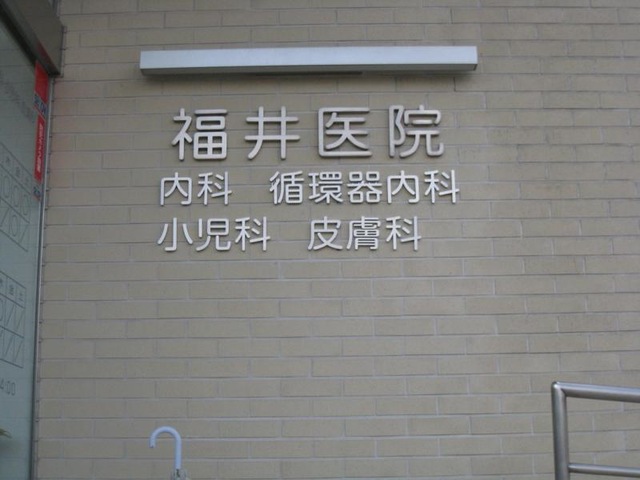 福井医院
内科　循環器内科
小児科　皮膚科